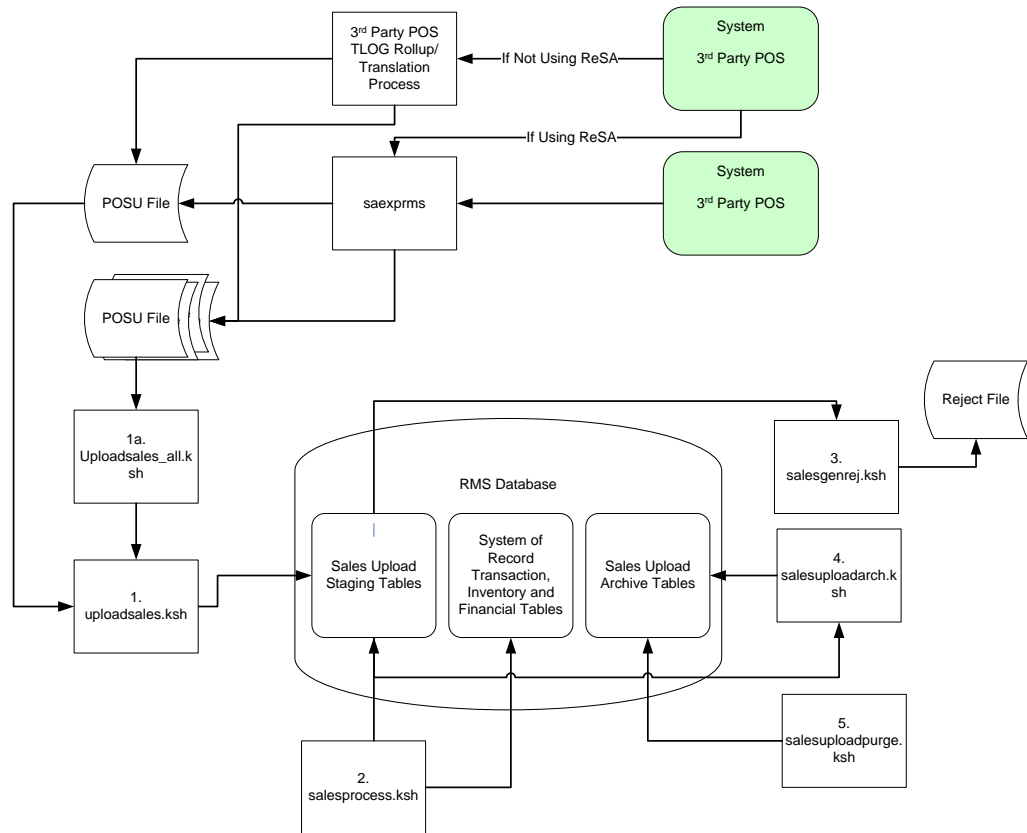 3rd Party POS
TLOG Rollup/
Translation
Process
If Not Using ReSA
System
3rd Party POS
If Using ReSA
POSU File
saexprms
System
3rd Party POS
POSU File
Reject File
1a.
Uploadsales_all.k
sh
3.
salesgenrej.ksh
RMS Database
Sales Upload
Staging Tables
System of
Record
Transaction,
Inventory and
Financial Tables
Sales Upload
Archive Tables
4.
salesuploadarch.k
sh
1.
uploadsales.ksh
2.
salesprocess.ksh
5.
salesuploadpurge.
ksh